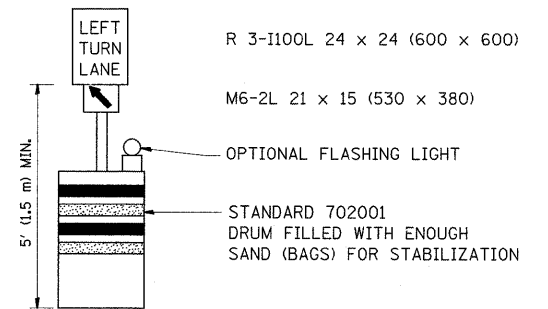 LEFT
TURN
LANE
R 3-I100L 24 x 24 (600 x 600)
M6-2L 21 x 15 (530 x 380)
OPTIONAL FLASHING LIGHT
5' (1.5 m) MIN.
STANDARD 702001
DRUM FILLED WITH ENOUGH
SAND (BAGS) FOR STABILIZATION